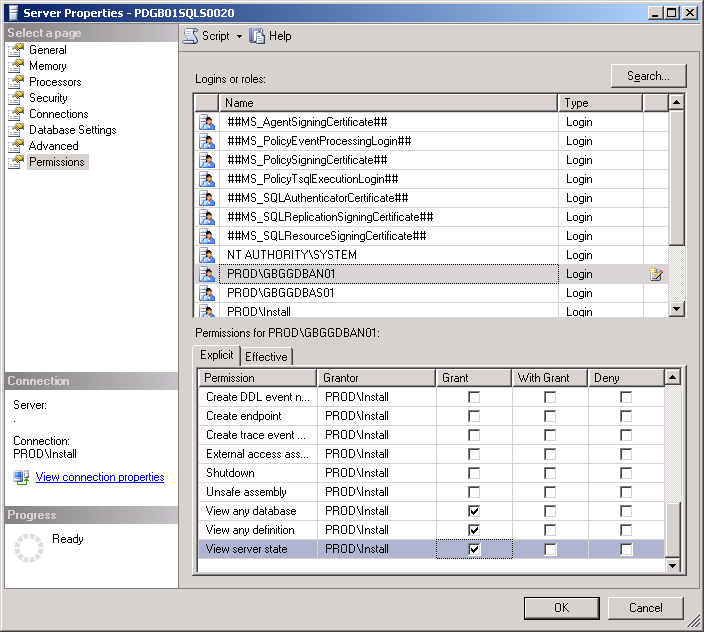 Server Properties - PDGB01SQLS0020
Select a page
General
Memory
Processors
Security
Connections
Database Settings
Advanced
Permissions
Connection
Server:
.
Connection:
PROD\Install
View connection properties
Progress
Ready
Script Help
Logins or roles:
Search...
Name Type
##MS_AgentSigningCertificate## Login
##MS_PolicyEventProcessingLogin## Login
##MS_PolicySigningCertificate## Login
##MS_PolicyTsqlExecutionLogin## Login
##MS_SQLAuthenticatorCertificate## Login
##MS_SQLReplicationSigningCertificate## Login
##MS_SQLResourceSigningCertificate## Login
NT AUTHORITY\SYSTEM Login
PROD\GBGGDBAN01 Login
PROD\GBGGDBAS01 Login
PROD\Install Login
Permissions for PROD\GBGGDBAN01:
Explicit Effective
Permission Grantor Grant With Grant Deny
Create DDL event n... PROD\Install
Create endpoint PROD\Install
Create trace event ... PROD\Install
External access ass... PROD\Install
Shutdown PROD\Install
Unsafe assembly PROD\Install
View any database PROD\Install
View any definition PROD\Install
View server state PROD\Install
OK Cancel